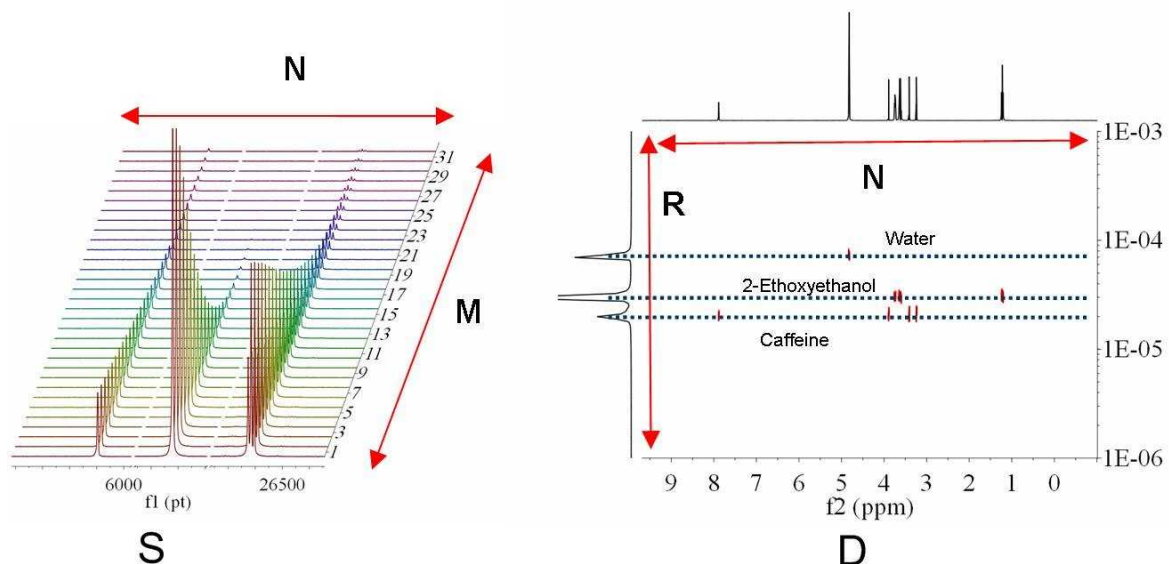 N
31
29
27
25
23
21
19
17
15
13
11
9
7
5
3
1
M
6000
26500
f1 (pt)
S
N
R
Water
2-Ethoxyethanol
Caffeine
1E-03
1E-04
1E-05
1E-06
9 8 7 6 5 4 3 2 1 0
f2 (ppm)
D